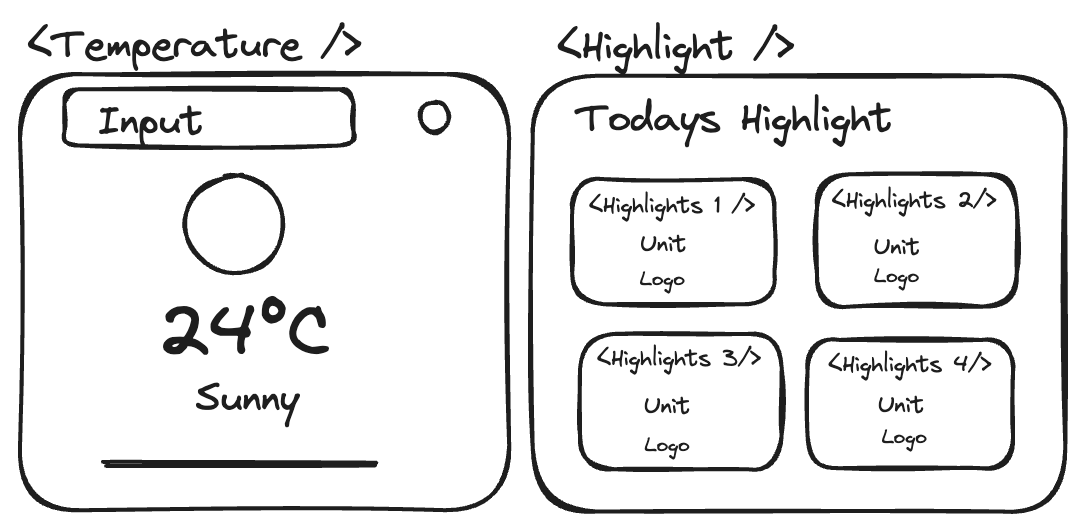 <Temperature />
Input
24°C
Sunny
<Highlight />
Todays Highlight
<Highlights 1 />
Unit
Logo
<Highlights 2/>
Unit
Logo
<Highlights 3/>
Unit
Logo
<Highlights 4/>
Unit
Logo